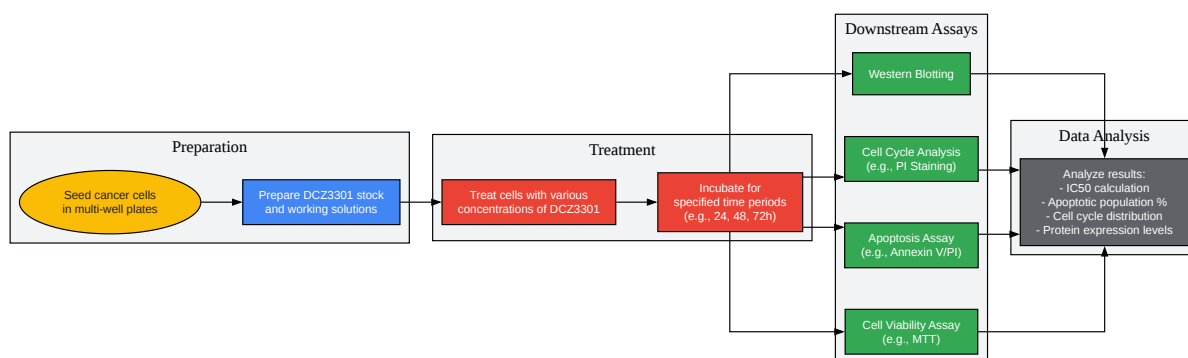 Preparation
Seed cancer cells
in multi-well plates
Prepare DCZ3301 stock
and working solutions
Treatment
Treat cells with various
concentrations of DCZ3301
Incubate for
specified time periods
(e.g., 24, 48, 72h)
Downstream Assays
Western Blotting
Cell Cycle Analysis
(e.g., PI Staining)
Apoptosis Assay
(e.g., Annexin V/PI)
Cell Viability Assay
(e.g., MTT)
Data Analysis
Analyze results:
- IC50 calculation
- Apoptotic population %
- Cell cycle distribution
- Protein expression levels